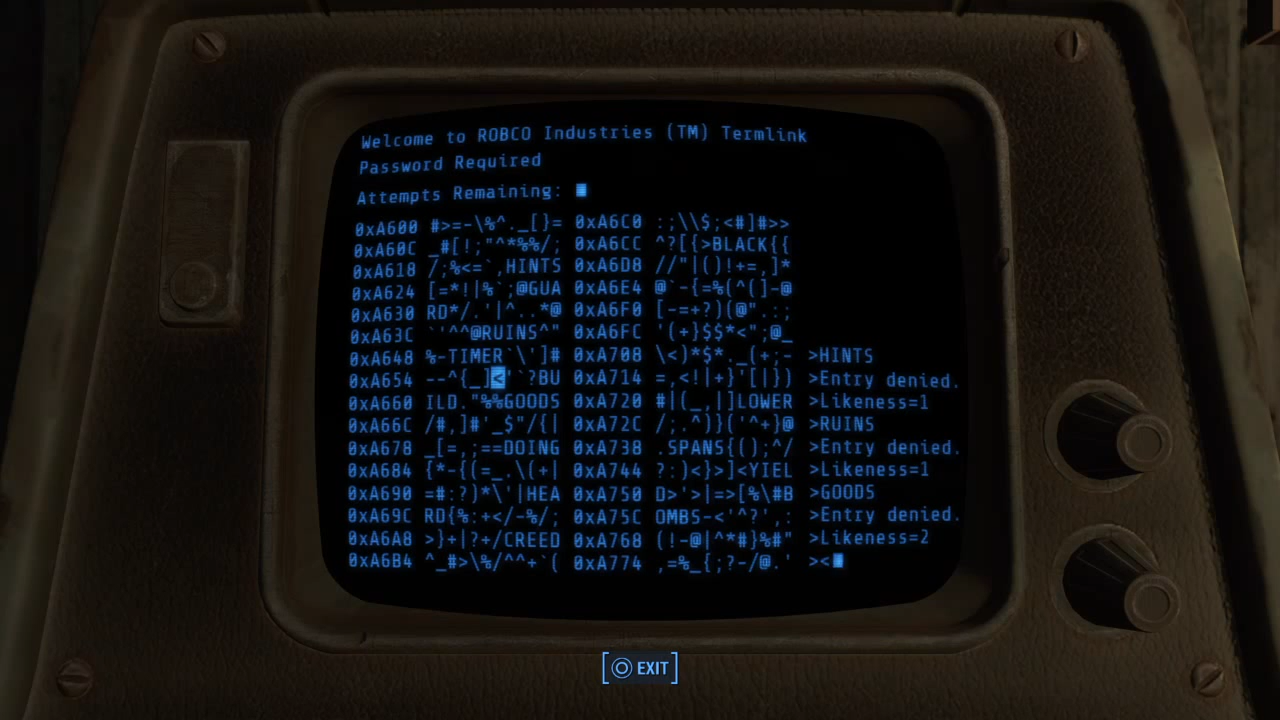 Welcome to ROBCO Industries (TM) Termlink
Password Required
Attempts Remaining: ■
0xA600 #>=-\%^._[}= 0xA6C0 :;\\$;<#]#>>
0xA60C _#[!;"^*%%/; 0xA6CC ^?[{>BLACK{{
0xA618 /;%<=`,HINTS 0xA6D8 //"|()!+=,]*
0xA624 [=*!|%`;@GUA 0xA6E4 @`-{=%(^(]-@
0xA630 RD*/.'|^..*@ 0xA6F0 [-=+?)(@".:;
0xA63C `'^^@RUINS^" 0xA6FC '(+}$$*<";@_
0xA648 %-TIMER`\']# 0xA708 \<)*$*._(+;- >HINTS
0xA654 --^{_]<'`?BU 0xA714 =,<!|+}'[|}) >Entry denied.
0xA660 ILD."%%GOODS 0xA720 #|(_,|]LOWER >Likeness=1
0xA66C /#,]#'_$"/{| 0xA72C /;.^)}('^+}@ >RUINS
0xA678 _[=,;==DOING 0xA738 .SPANS{();^/ >Entry denied.
0xA684 {*-{(=_.\(+| 0xA744 ?:)<}>]<YIEL >Likeness=1
0xA690 =#:?)*\'|HEA 0xA750 D>'>|=>[%\#B >GOODS
0xA69C RD{%:+</-%/; 0xA75C OMBS-<'^?',: >Entry denied.
0xA6A8 >}+|?+/CREED 0xA768 (!-@|^*#}%#" >Likeness=2
0xA6B4 ^_#>\%/^^+`( 0xA774 ,=%_{;?-/@.' ><■
EXIT